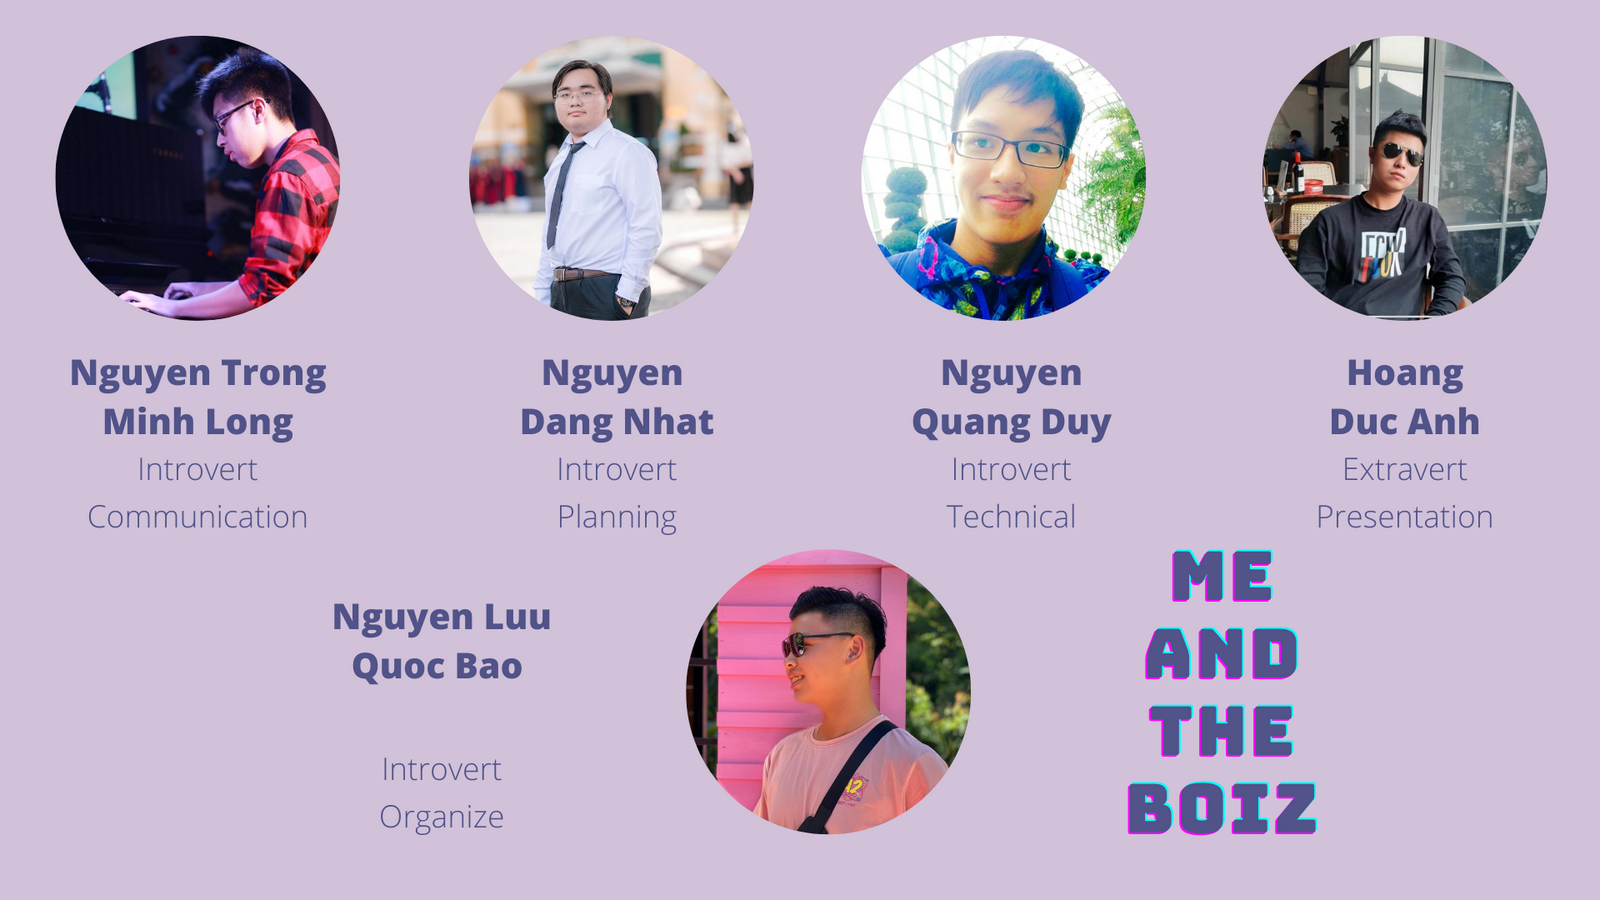 Nguyen Trong
Minh Long
Introvert
Communication
Nguyen
Dang Nhat
Introvert
Planning
Nguyen
Quang Duy
Introvert
Technical
Hoang
Duc Anh
Extravert
Presentation
Nguyen Luu
Quoc Bao
Introvert
Organize
ME
AND
THE
BOIZ